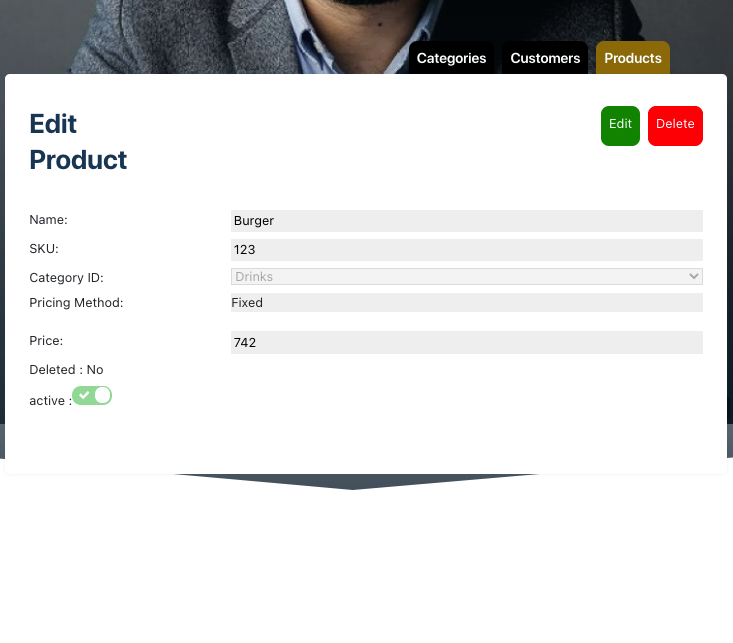 Categories Customers Products
Edit
Product
Edit Delete
Name: Burger
SKU: 123
Category ID: Drinks
Pricing Method: Fixed
Price: 742
Deleted : No
active :